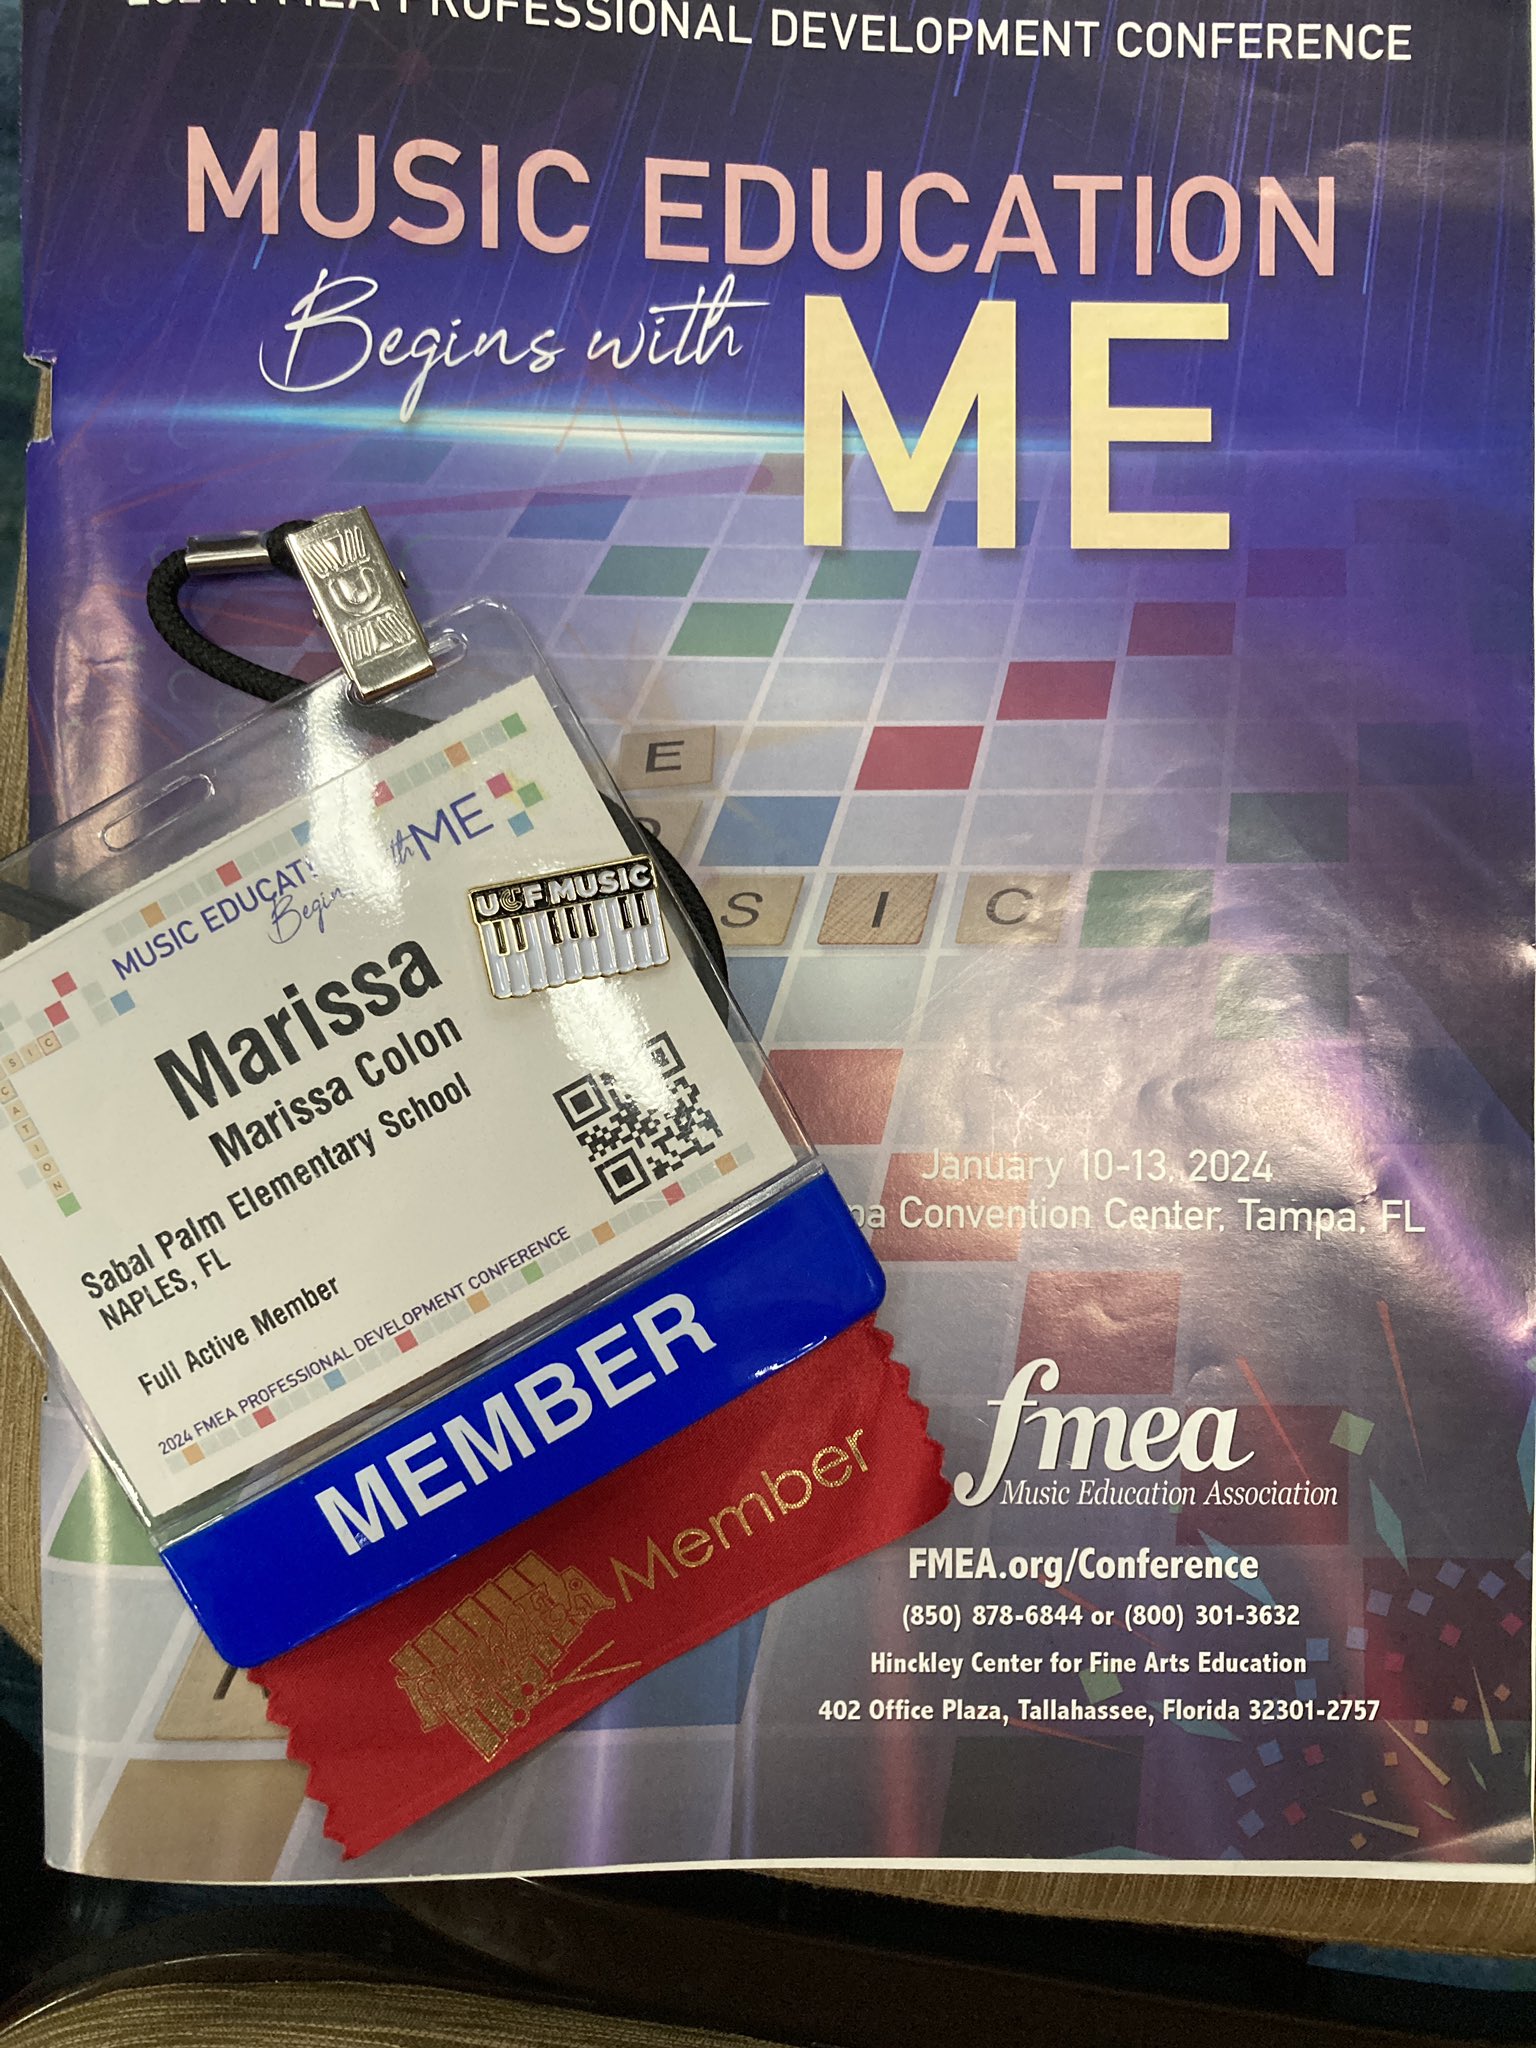 PROFESSIONAL DEVELOPMENT CONFERENCE
MUSIC EDUCATION
Begins with ME
E
S I C
MUSIC EDUCAT
Begin th ME
UCF MUSIC
Marissa
Marissa Colon
Sabal Palm Elementary School
NAPLES, FL
Full Active Member
2024 FMEA PROFESSIONAL DEVELOPMENT CONFERENCE
S I C
C A T I O N
MEMBER
Member
January 10-13, 2024
pa Convention Center, Tampa, FL
fmea
Music Education Association
FMEA.org/Conference
(850) 878-6844 or (800) 301-3632
Hinckley Center for Fine Arts Education
402 Office Plaza, Tallahassee, Florida 32301-2757